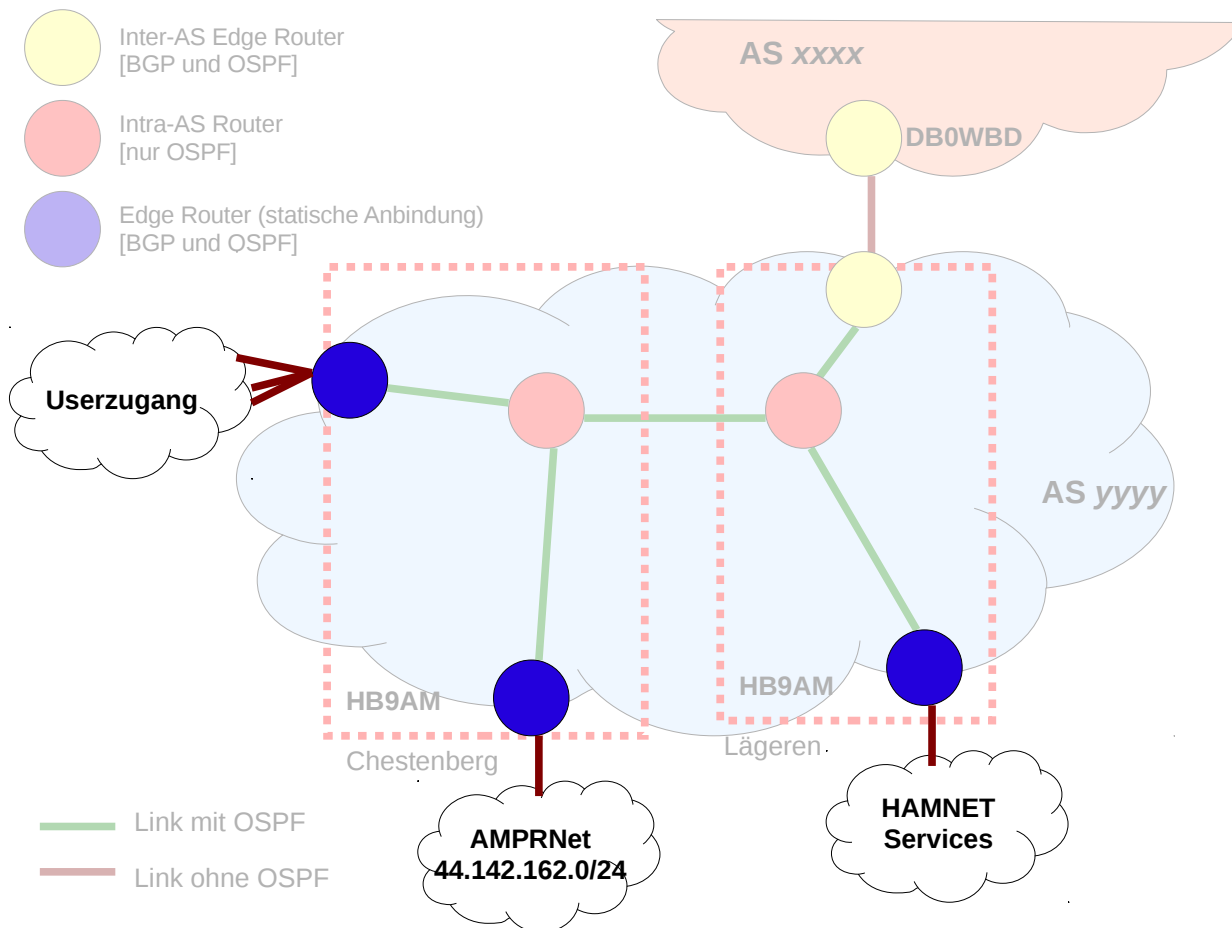 Inter-AS Edge Router
[BGP und OSPF]
Intra-AS Router
[nur OSPF]
Edge Router (statische Anbindung)
[BGP und OSPF]
AS xxxx
DB0WBD
Userzugang
AS yyyy
HB9AM
Chestenberg
HB9AM
Lägeren
AMPRNet
44.142.162.0/24
HAMNET
Services
Link mit OSPF
Link ohne OSPF